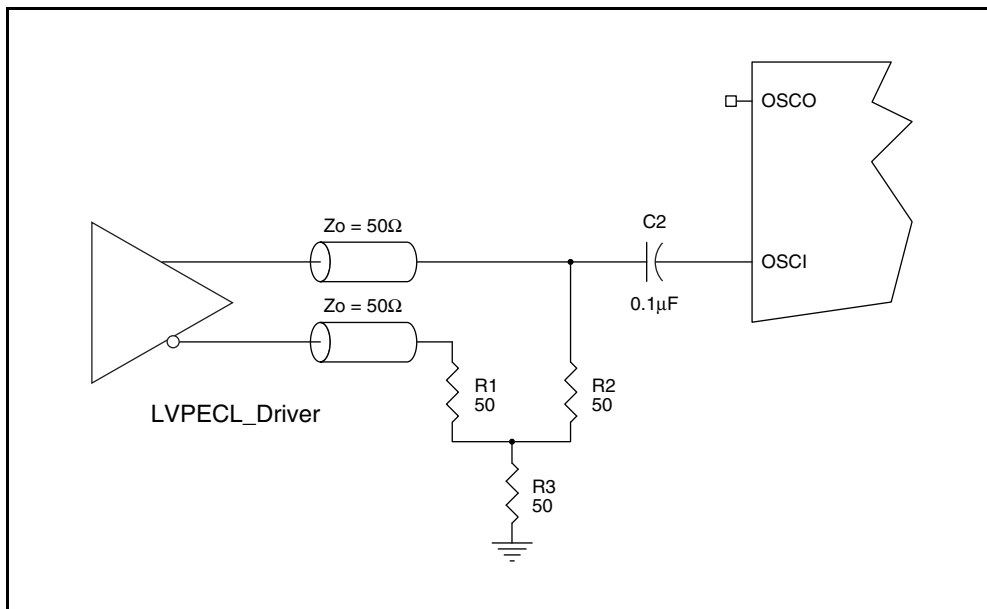 OSCO
Zo = 50Ω
C2
OSCI
0.1μF
Zo = 50Ω
R1
50
R2
50
LVPECL_Driver
R3
50